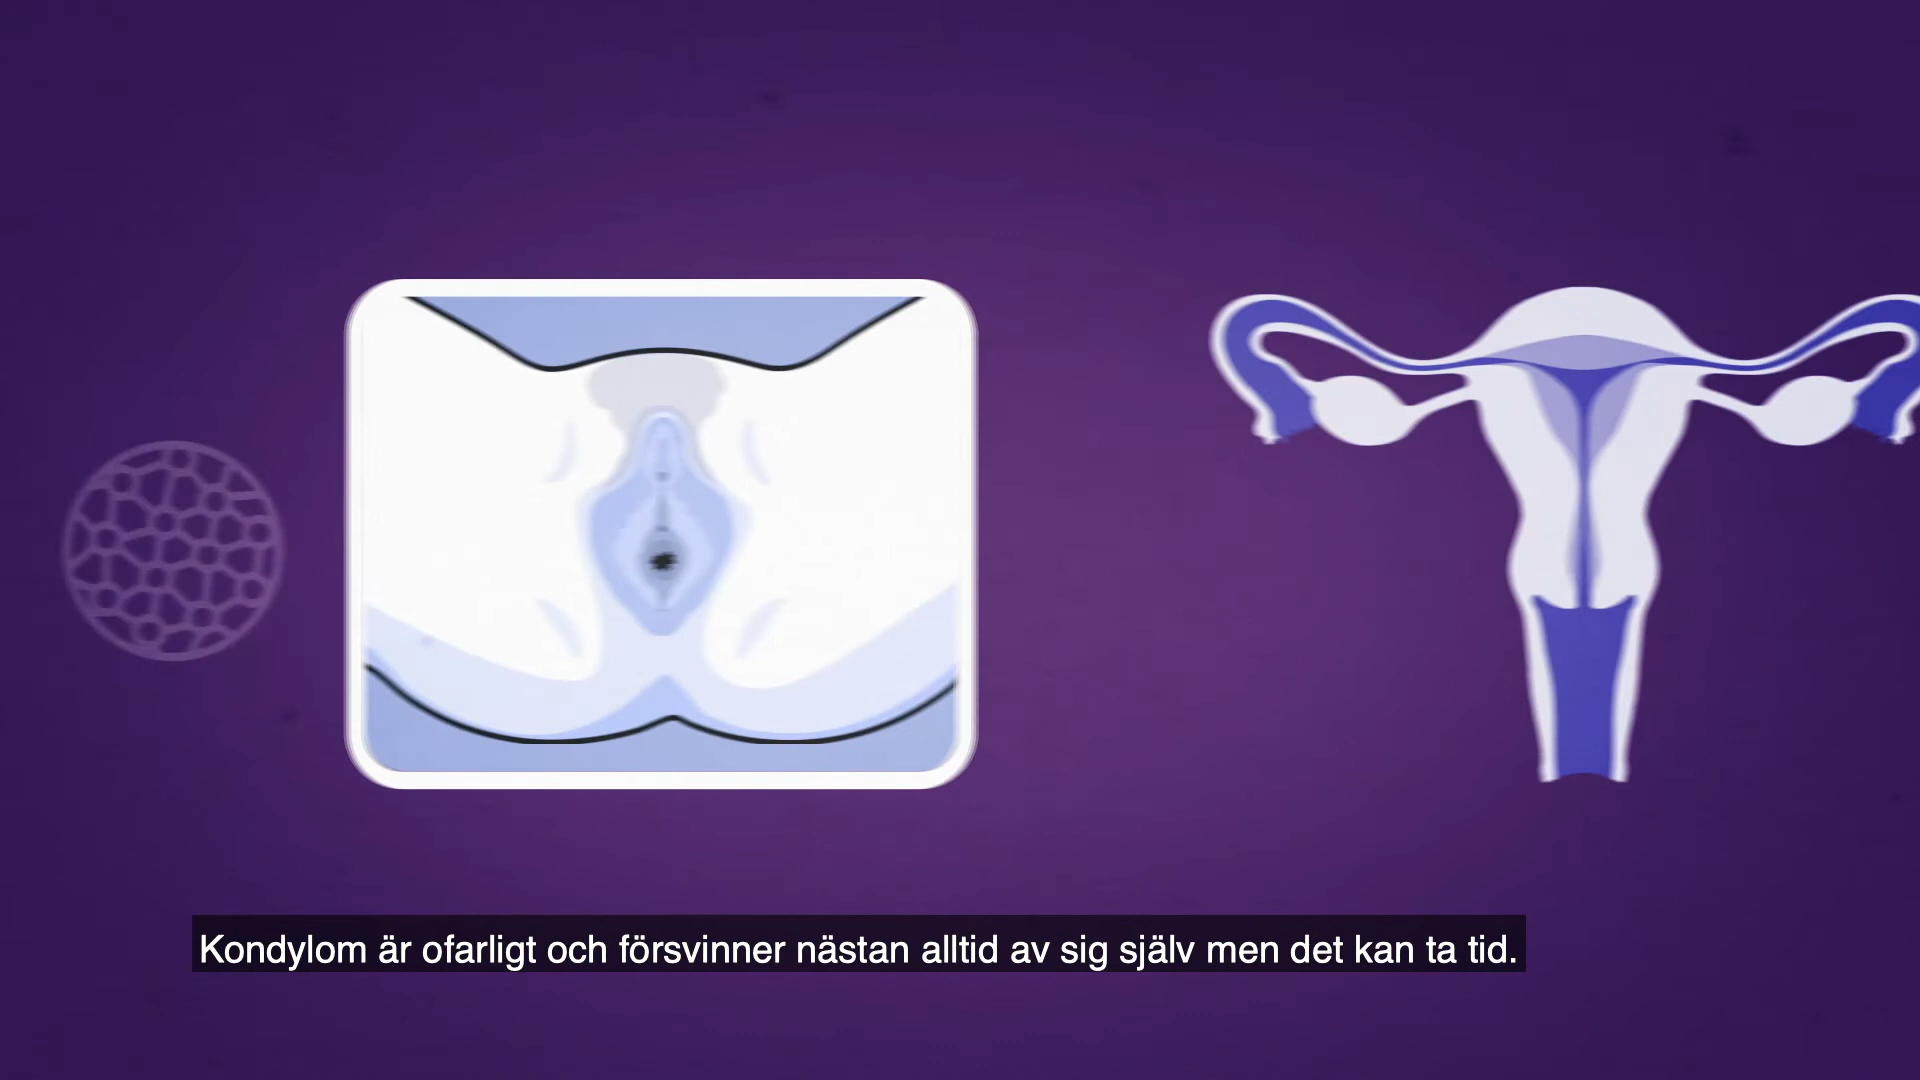 Kondylom är ofarligt och försvinner nästan alltid av sig själv men det kan ta tid.